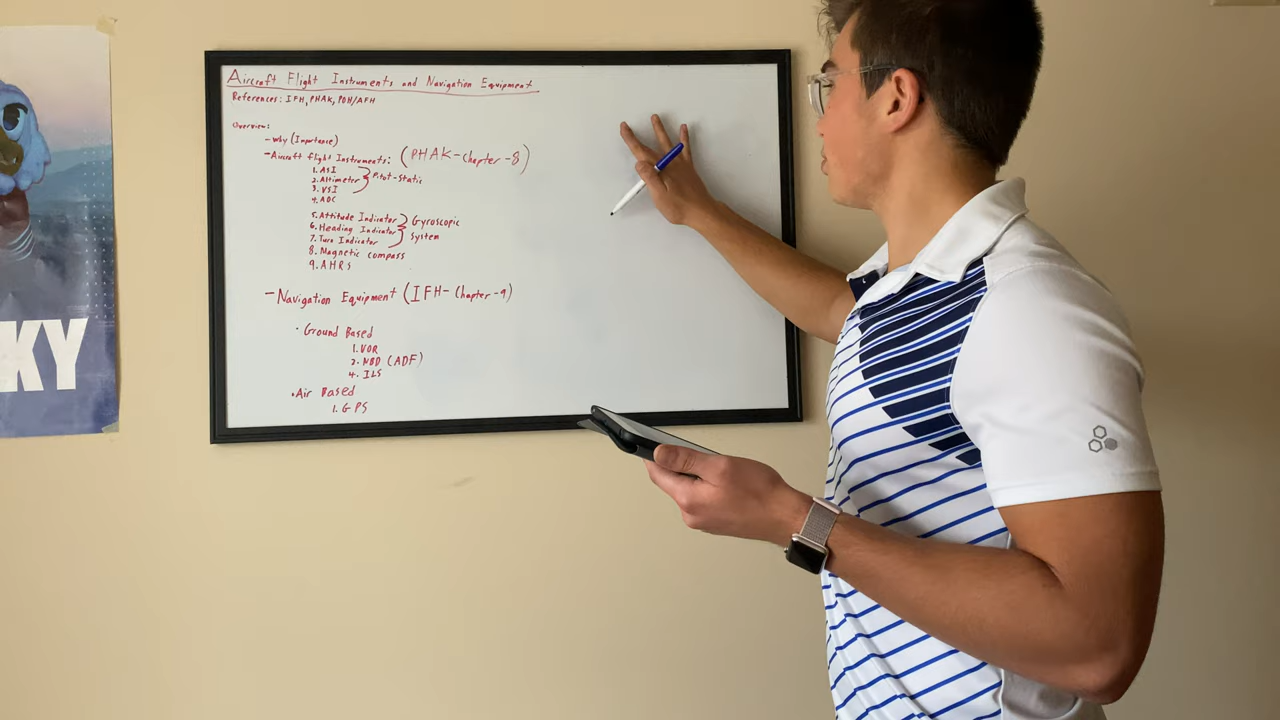 Aircraft Flight Instruments and Navigation Equipment
References: IFH, PHAK, POH/AFH
Overview:
- Why (Importance)
- Aircraft flight Instruments: (PHAK-Chapter-8)
1. ASI
2. Altimeter
3. VSI
Pitot-Static
4. ADC
5. Attitude Indicator
6. Heading Indicator
7. Turn Indicator
Gyroscopic
System
8. Magnetic compass
9. AHRS
- Navigation Equipment (IFH- Chapter-9)
• Ground Based
1. VOR
2. NBD (ADF)
4. ILS
• Air Based
1. GPS
KY